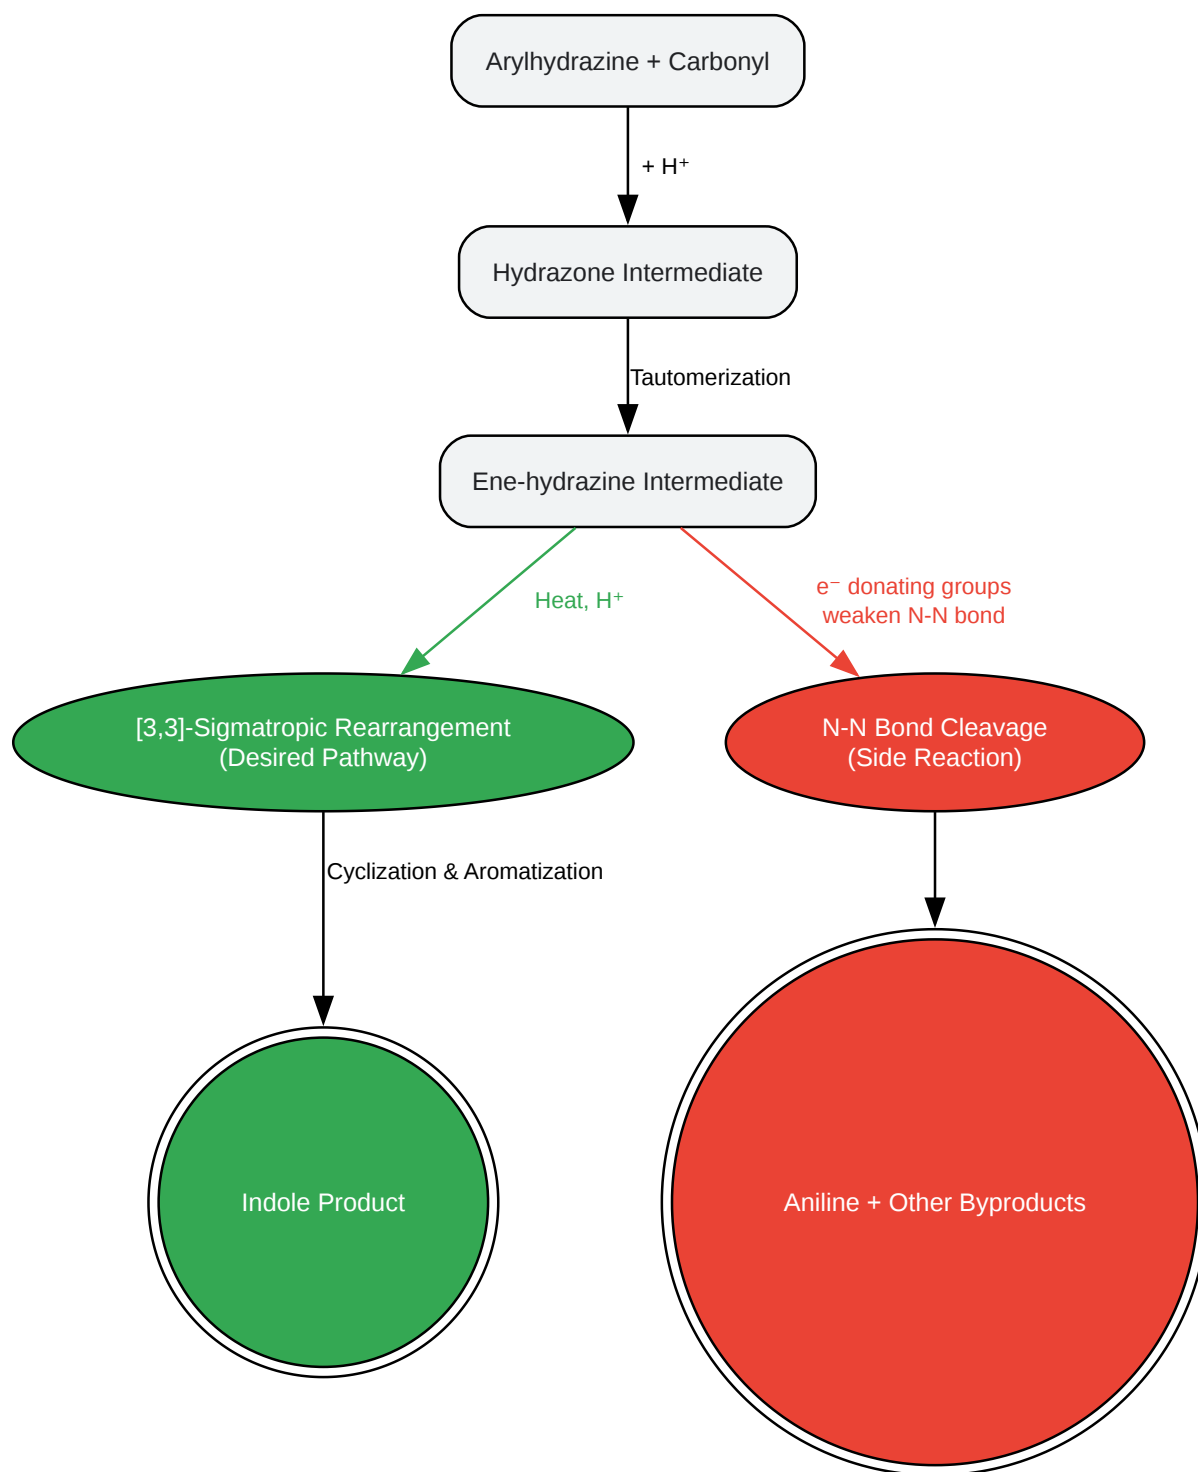 Arylhydrazine + Carbonyl
+ H⁺
Hydrazone Intermediate
Tautomerization
Ene-hydrazine Intermediate
Heat, H⁺
e⁻ donating groups
weaken N-N bond
[3,3]-Sigmatropic Rearrangement
(Desired Pathway)
N-N Bond Cleavage
(Side Reaction)
Cyclization & Aromatization
Indole Product
Aniline + Other Byproducts